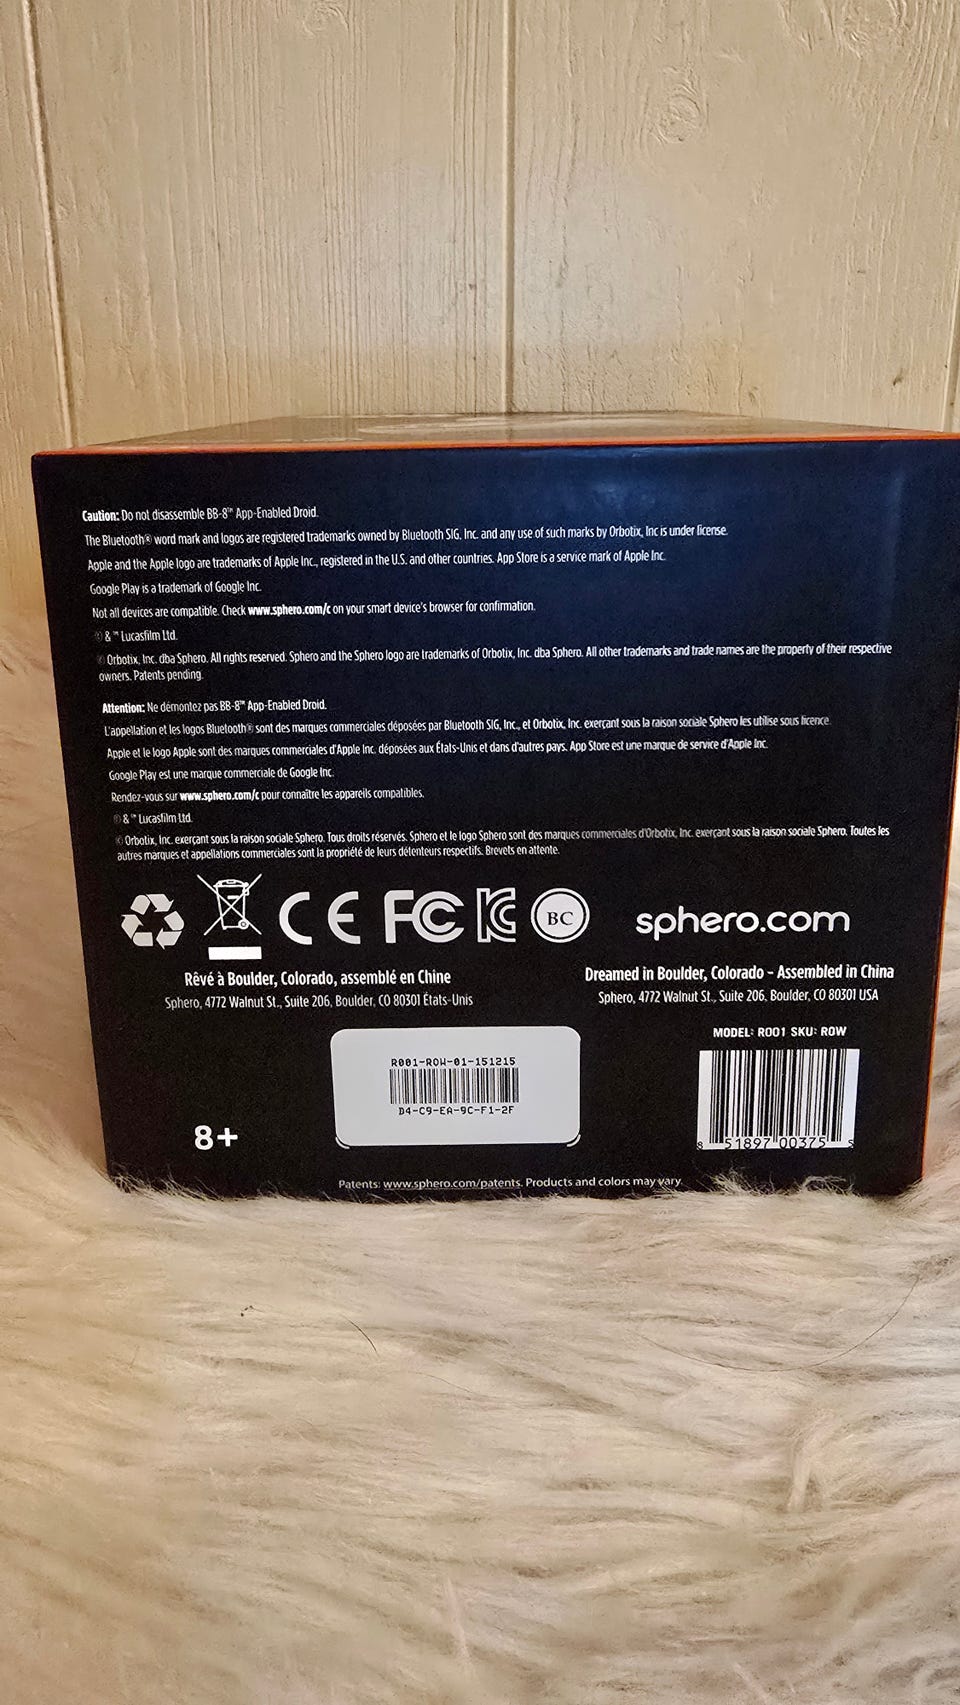 Caution: Do not disassemble BB-8™ App-Enabled Droid.
The Bluetooth® word mark and logos are registered trademarks owned by Bluetooth SIG, Inc. and any use of such marks by Orbotix, Inc is under license.
Apple and the Apple logo are trademarks of Apple Inc., registered in the U.S. and other countries. App Store is a service mark of Apple Inc.
Google Play is a trademark of Google Inc.
Not all devices are compatible. Check www.sphero.com/c on your smart device's browser for confirmation.
© & ™ Lucasfilm Ltd.
© Orbotix, Inc. dba Sphero. All rights reserved. Sphero and the Sphero logo are trademarks of Orbotix, Inc. dba Sphero. All other trademarks and trade names are the property of their respective
owners. Patents pending.
Attention: Ne démontez pas BB-8™ App-Enabled Droid.
L'appellation et les logos Bluetooth® sont des marques commerciales déposées par Bluetooth SIG, Inc., et Orbotix, Inc. exerçant sous la raison sociale Sphero les utilise sous licence.
Apple et le logo Apple sont des marques commerciales d'Apple Inc. déposées aux États-Unis et dans d'autres pays. App Store est une marque de service d'Apple Inc.
Google Play est une marque commerciale de Google Inc.
Rendez-vous sur www.sphero.com/c pour connaître les appareils compatibles.
© & ™ Lucasfilm Ltd.
© Orbotix, Inc. exerçant sous la raison sociale Sphero. Tous droits réservés. Sphero et le logo Sphero sont des marques commerciales d'Orbotix, Inc. exerçant sous la raison sociale Sphero. Toutes les
autres marques et appellations commerciales sont la propriété de leurs détenteurs respectifs. Brevets en attente.
CE FC KC BC sphero.com
Rêvé à Boulder, Colorado, assemblé en Chine
Sphero, 4772 Walnut St., Suite 206, Boulder, CO 80301 États-Unis
Dreamed in Boulder, Colorado – Assembled in China
Sphero, 4772 Walnut St., Suite 206. Boulder, CO 80301 USA
MODEL: R001 SKU: ROW
R001-ROW-01-151215
D4-C9-EA-9C-F1-2F
8 51897 00375 5
8+
Patents: www.sphero.com/patents. Products and colors may vary.